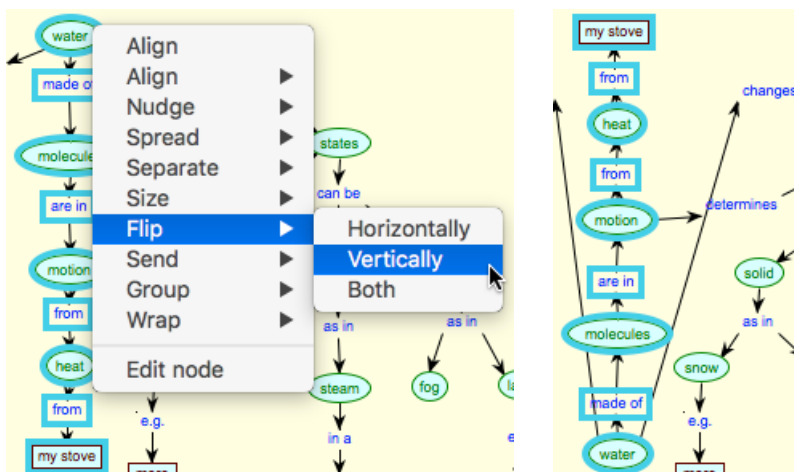 water
made of
molecule
are in
motion
from
heat
from
my stove
Align
Align
Nudge
Spread
Separate
Size
Flip
Send
Group
Wrap
Edit node
Horizontally
Vertically
Both
states
can be
as in
as in
steam
fog
in a
e.g.
my stove
from
heat
from
motion
are in
molecules
made of
water
changes
determines
solid
as in
snow
e.g.